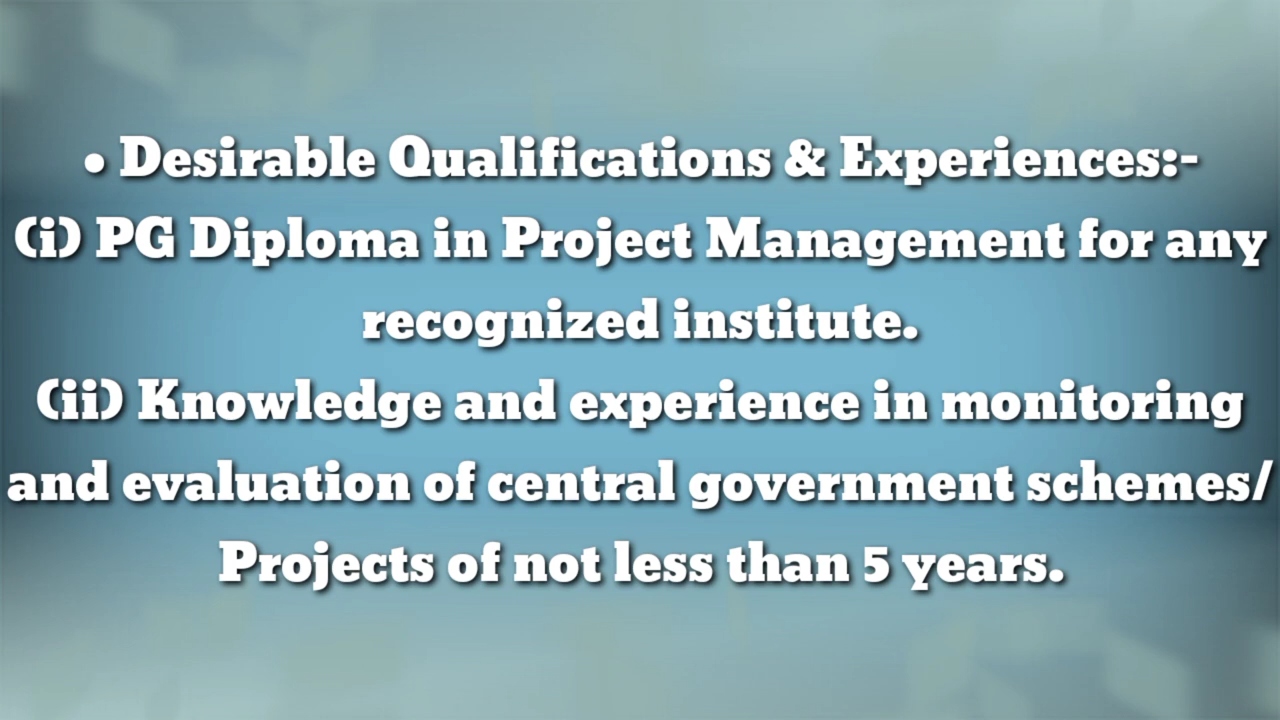 • Desirable Qualifications & Experiences:-
(i) PG Diploma in Project Management for any
recognized institute.
(ii) Knowledge and experience in monitoring
and evaluation of central government schemes/
Projects of not less than 5 years.